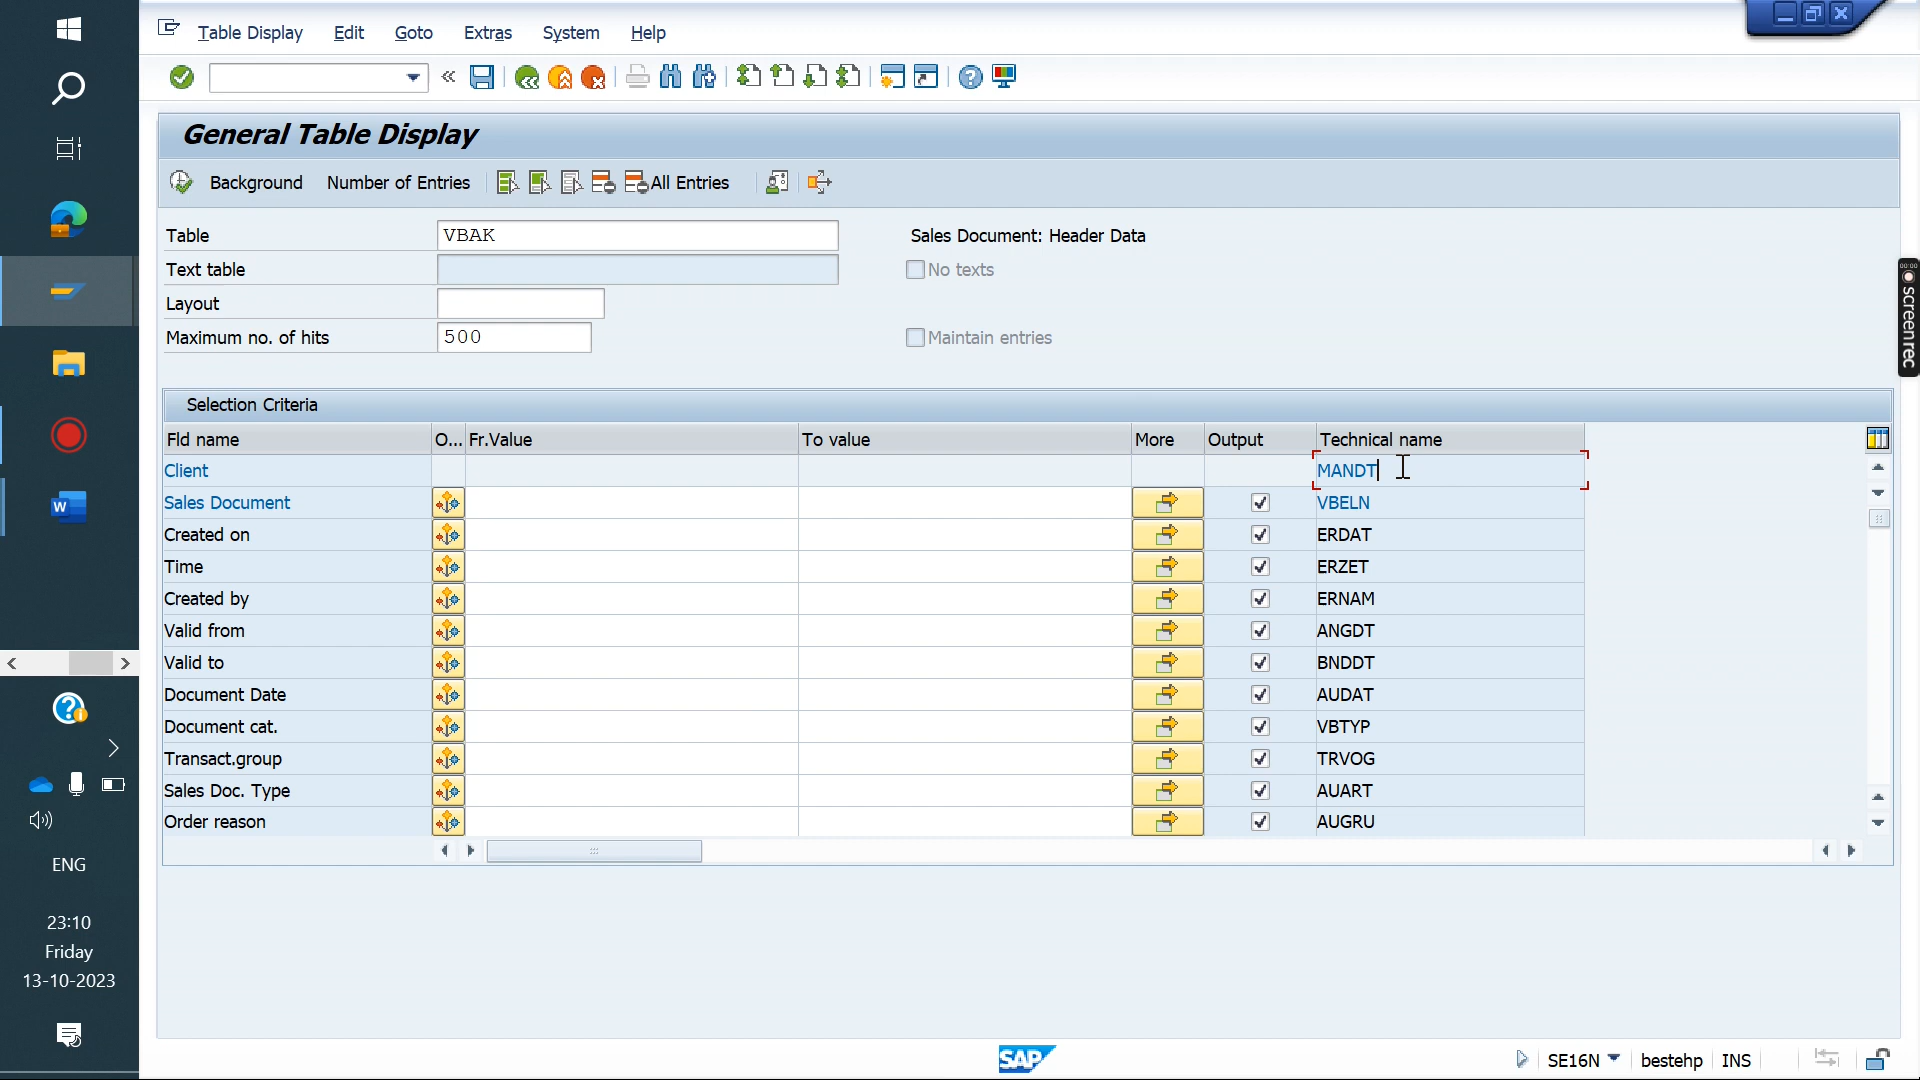 Table Display Edit Goto Extras System Help
General Table Display
Background Number of Entries All Entries
Table VBAK Sales Document: Header Data
Text table No texts
Layout
Maximum no. of hits 500 Maintain entries
Selection Criteria
Fld name O... Fr.Value To value More Output Technical name
Client MANDT
Sales Document VBELN
Created on ERDAT
Time ERZET
Created by ERNAM
Valid from ANGDT
Valid to BNDDT
Document Date AUDAT
Document cat. VBTYP
Transact.group TRVOG
Sales Doc. Type AUART
Order reason AUGRU
ENG
23:10
Friday
13-10-2023
SAP SE16N bestehp INS
00:00
screenrec
W